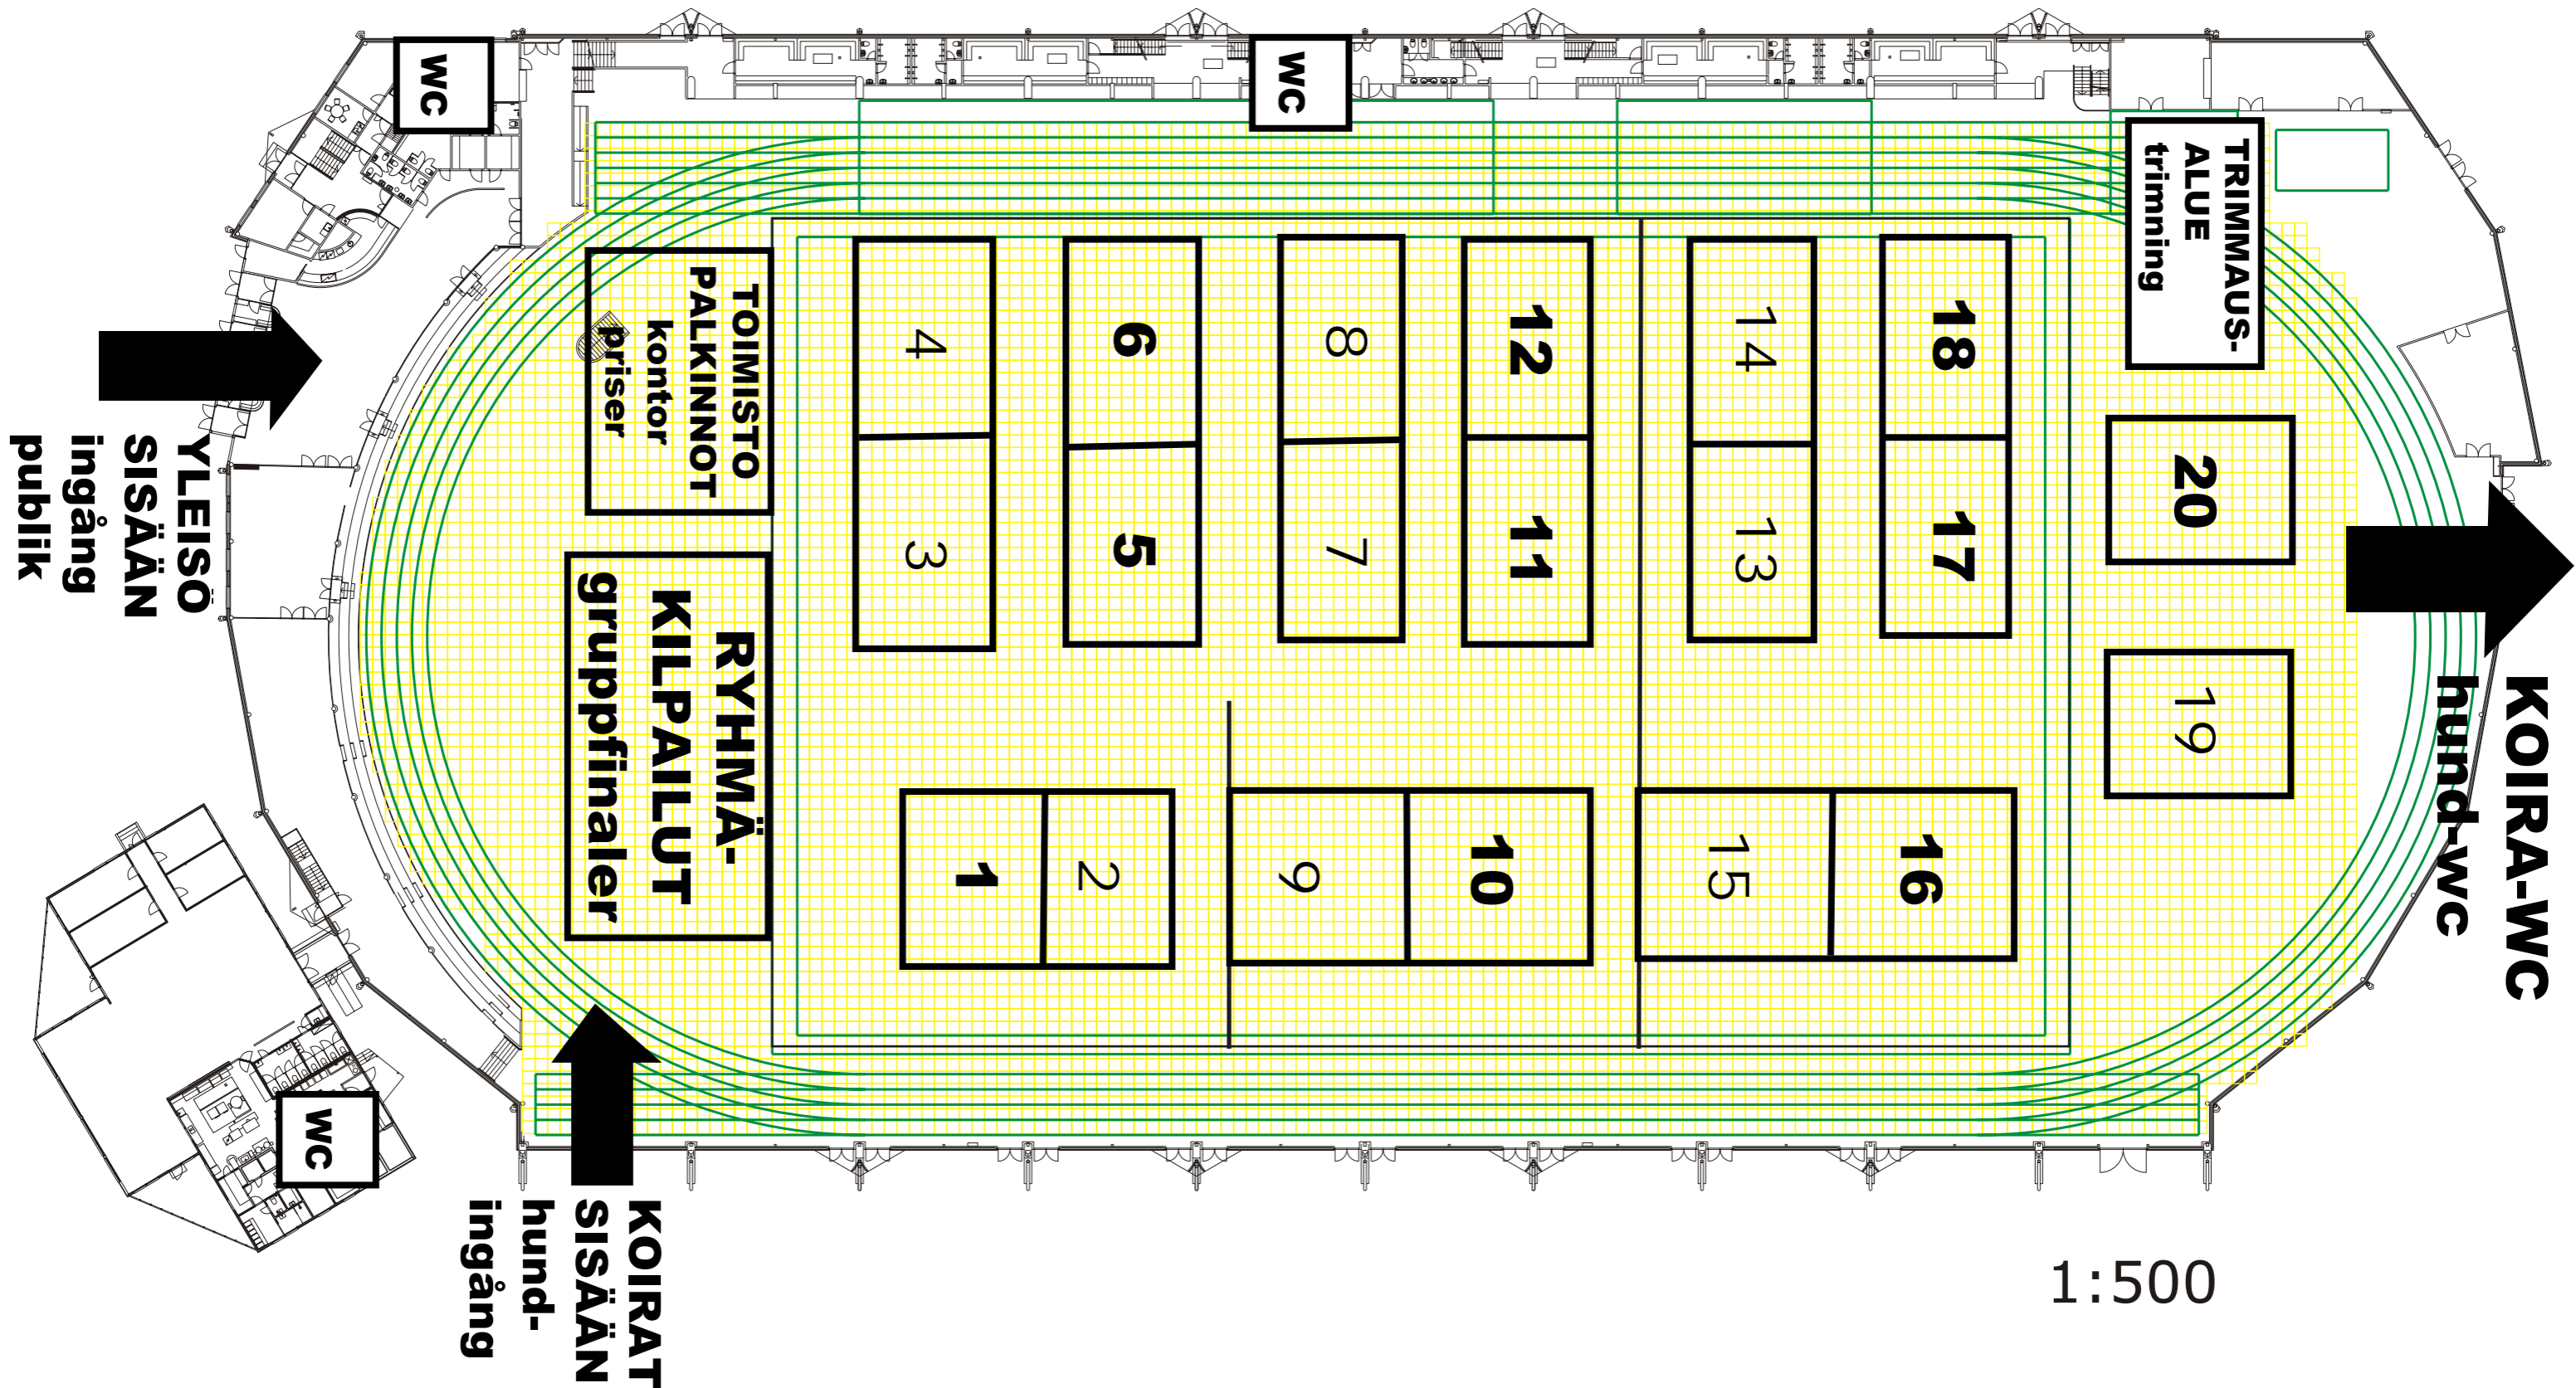 WC
WC
TRIMMAUS-
ALUE
trimning
TOIMISTO
PALKINNOT
kontor
priser
4
6
8
12
14
18
3
5
7
11
13
17
20
19
YLEISÖ
SISÄÄN
ingång
publik
RYHMÄ-
KILPAILUT
gruppfinaler
KOIRA-WC
hund-wc
1
2
9
10
15
16
WC
KOIRAT
SISÄÄN
hund-
ingång
1:500